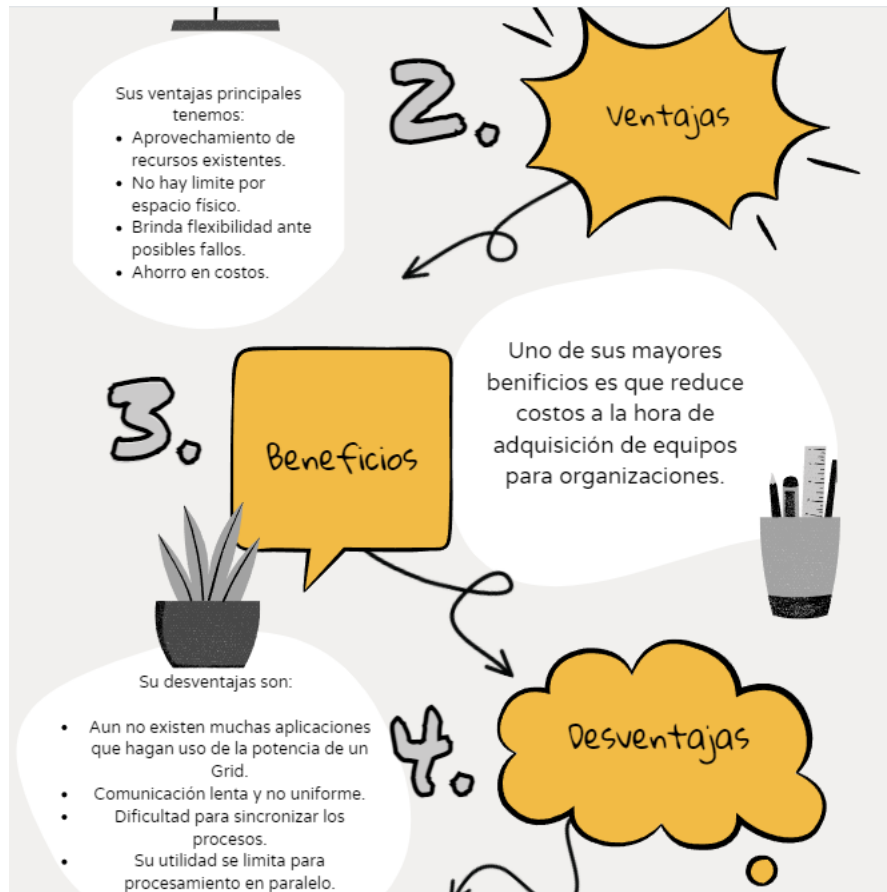 2.
Ventajas
Sus ventajas principales
tenemos:
• Aprovechamiento de
recursos existentes.
• No hay limite por
espacio físico.
• Brinda flexibilidad ante
posibles fallos.
• Ahorro en costos.
3.
Beneficios
Uno de sus mayores
benificios es que reduce
costos a la hora de
adquisición de equipos
para organizaciones.
4.
Desventajas
Su desventajas son:
• Aun no existen muchas aplicaciones
que hagan uso de la potencia de un
Grid.
• Comunicación lenta y no uniforme.
• Dificultad para sincronizar los
procesos.
• Su utilidad se limita para
procesamiento en paralelo.